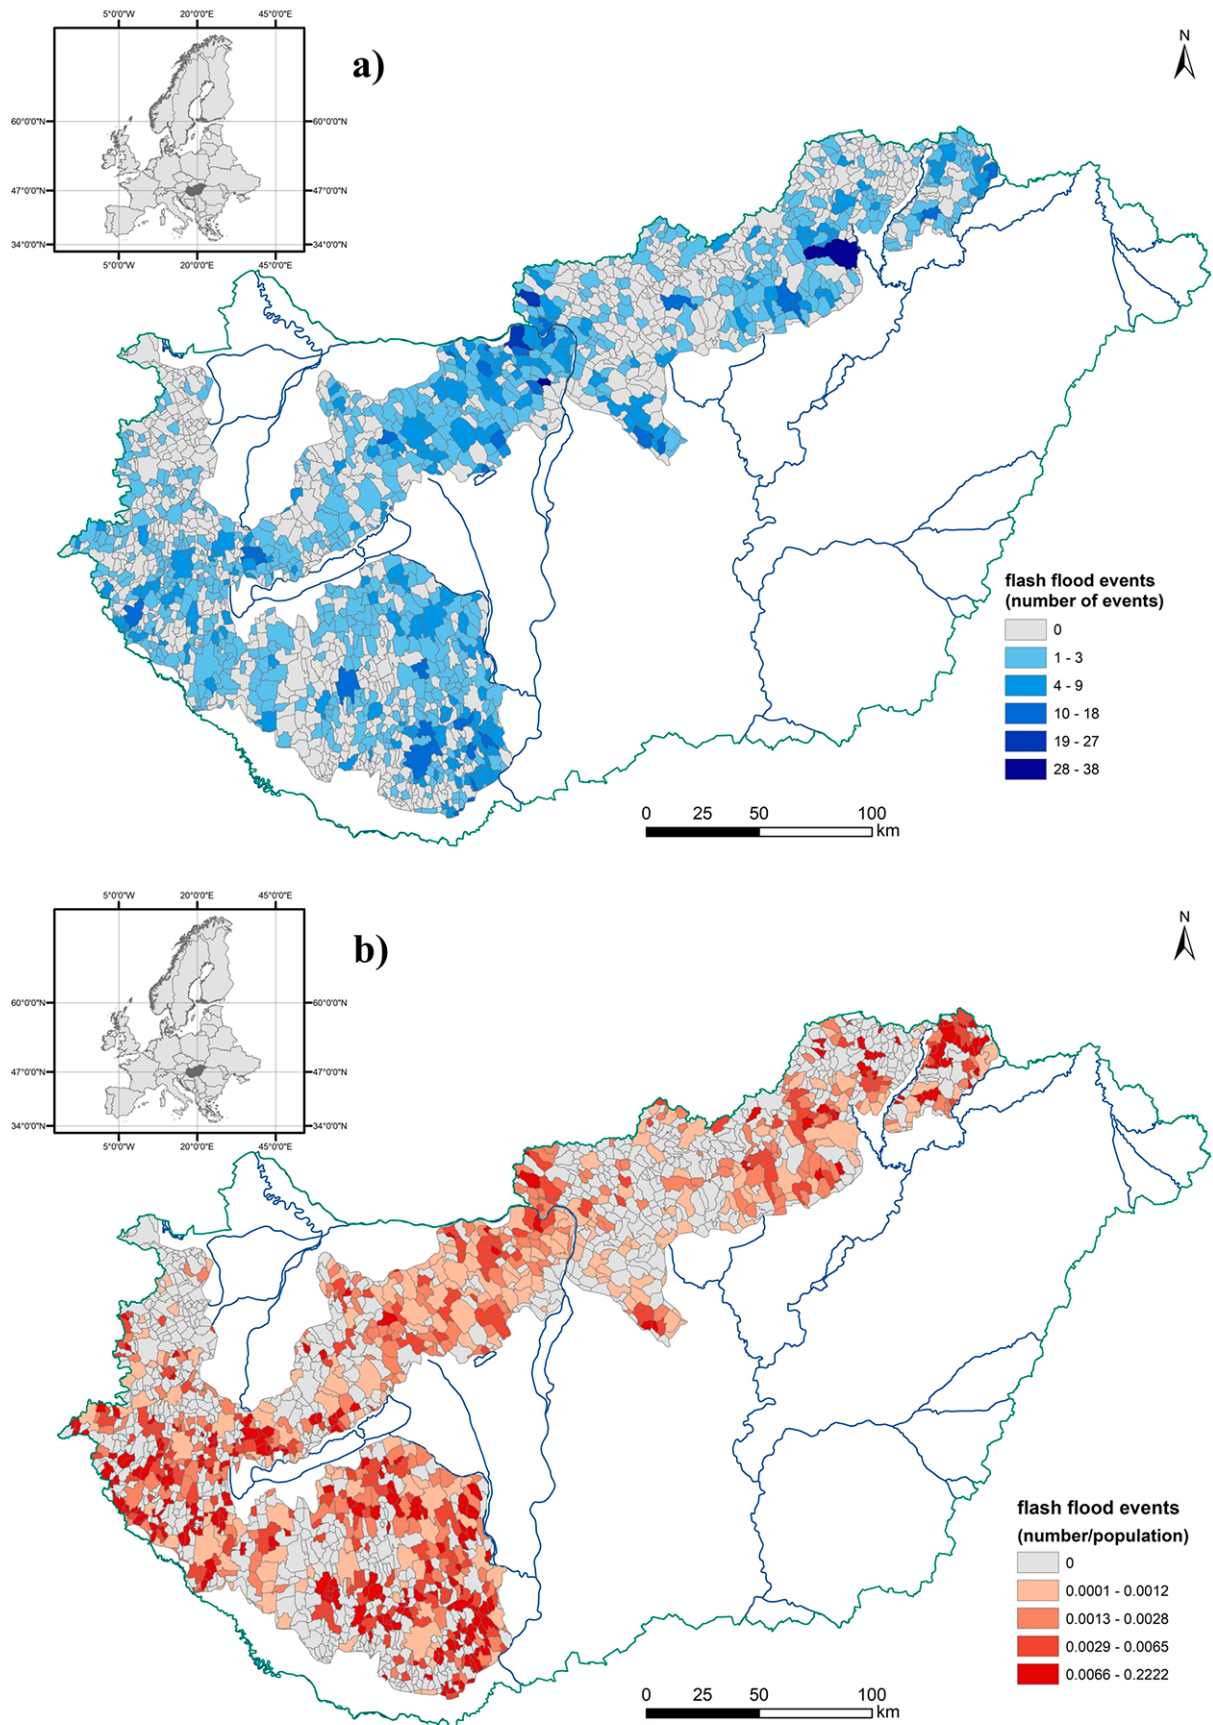 5°0'0"W 20°0'0"E 45°0'0"E
a)
N
60°0'0"N 60°0'0"N
47°0'0"N 47°0'0"N
34°0'0"N 34°0'0"N
5°0'0"W 20°0'0"E 45°0'0"E
flash flood events
(number of events)
0
1 - 3
4 - 9
10 - 18
19 - 27
28 - 38
0 25 50 100
km
5°0'0"W 20°0'0"E 45°0'0"E
b)
N
60°0'0"N 60°0'0"N
47°0'0"N 47°0'0"N
34°0'0"N 34°0'0"N
5°0'0"W 20°0'0"E 45°0'0"E
flash flood events
(number/population)
0
0.0001 - 0.0012
0.0013 - 0.0028
0.0029 - 0.0065
0.0066 - 0.2222
0 25 50 100
km